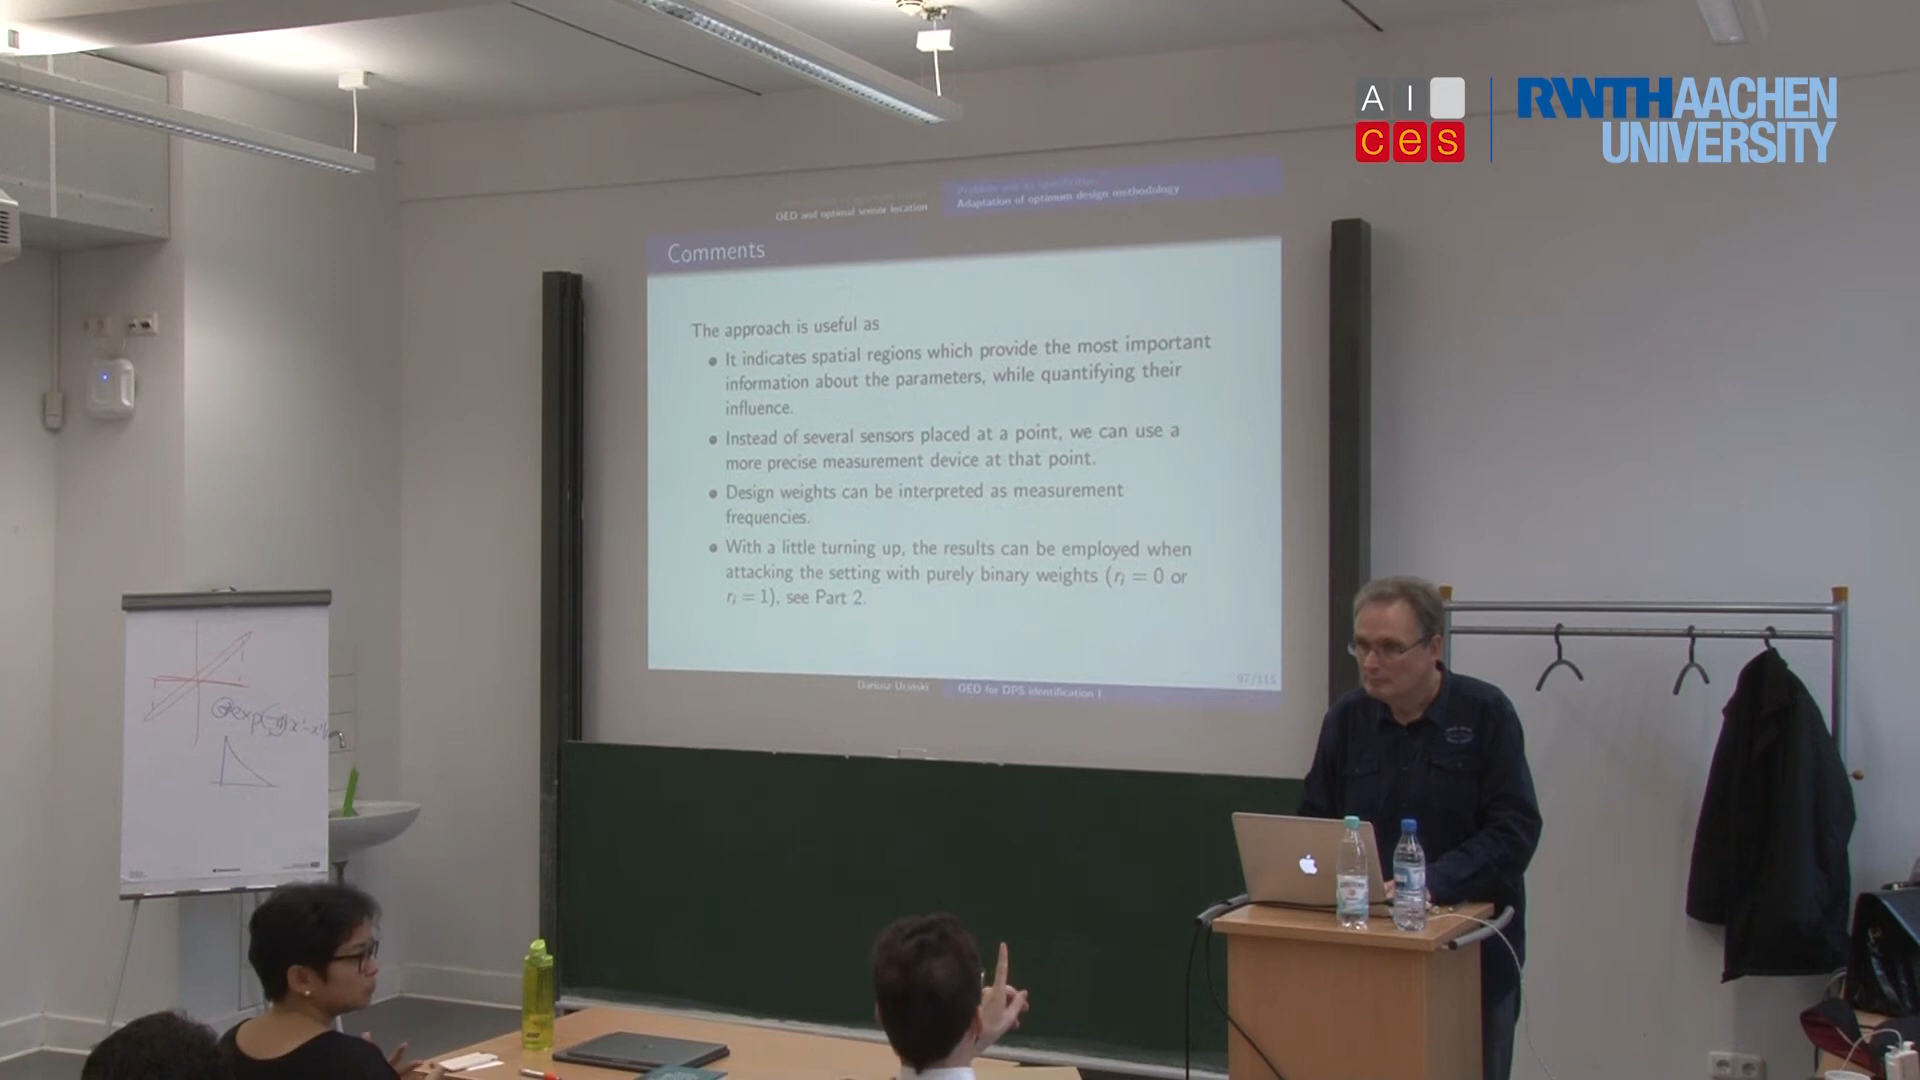 AI
ces
RWTHAACHEN
UNIVERSITY
OED and optimal sensor location
Adaptation of optimum design methodology
Comments
The approach is useful as
It indicates spatial regions which provide the most important
information about the parameters, while quantifying their
influence.
Instead of several sensors placed at a point, we can use a
more precise measurement device at that point.
Design weights can be interpreted as measurement
frequencies.
With a little turning up, the results can be employed when
attacking the setting with purely binary weights (rᵢ = 0 or
rᵢ = 1), see Part 2.
Dariusz Uciński
OED for DPS identification I
97/115